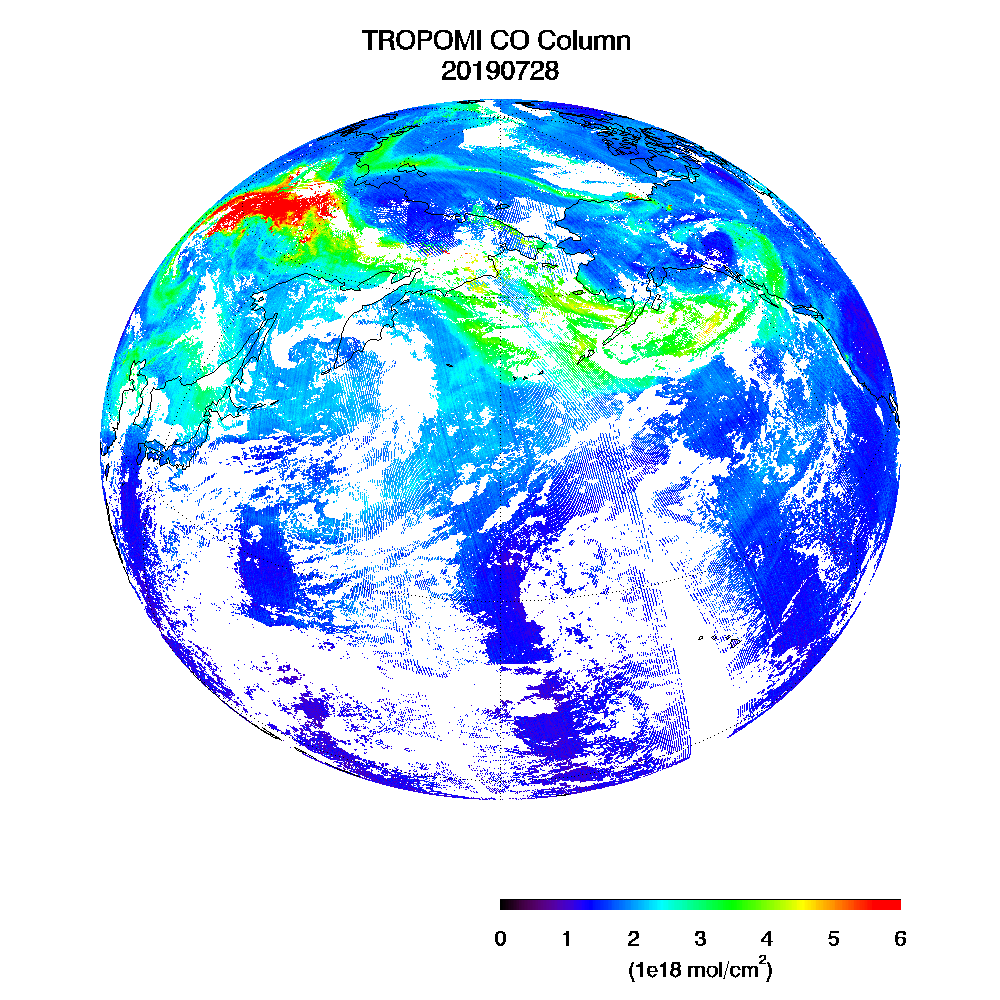 TROPOMI CO Column
20190728
0 1 2 3 4 5 6
(1e18 mol/cm²)